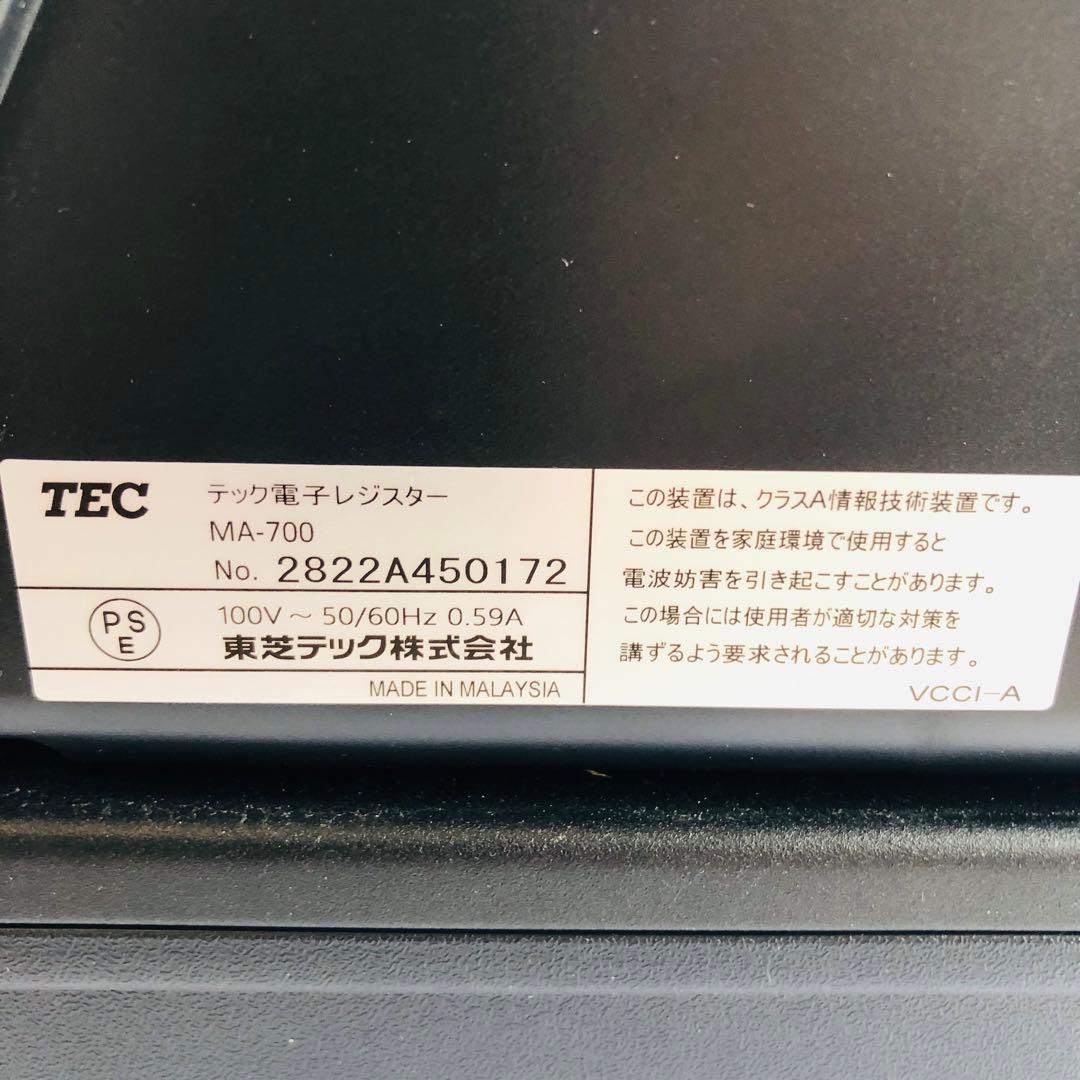 TEC
テック電子レジスター
MA-700
No. 2822A450172
PS
E
100V ～ 50/60Hz 0.59A
東芝テック株式会社
MADE IN MALAYSIA
この装置は、クラスA情報技術装置です。
この装置を家庭環境で使用すると
電波妨害を引き起こすことがあります。
この場合には使用者が適切な対策を
講ずるよう要求されることがあります。
VCCI-A